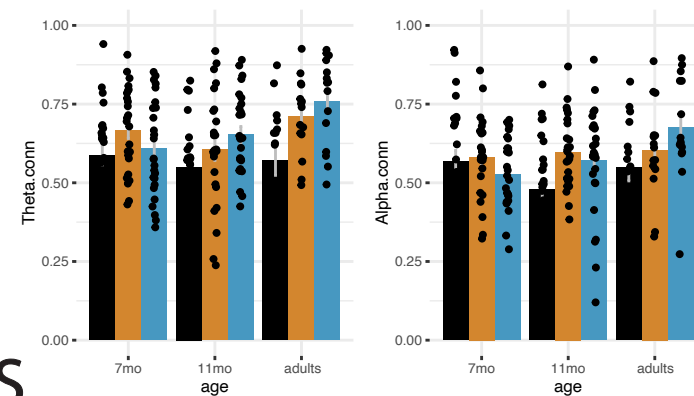 1.00
0.75
0.50
0.25
0.00
Theta.conn
7mo 11mo adults
age
1.00
0.75
0.50
0.25
0.00
Alpha.conn
7mo 11mo adults
age
s